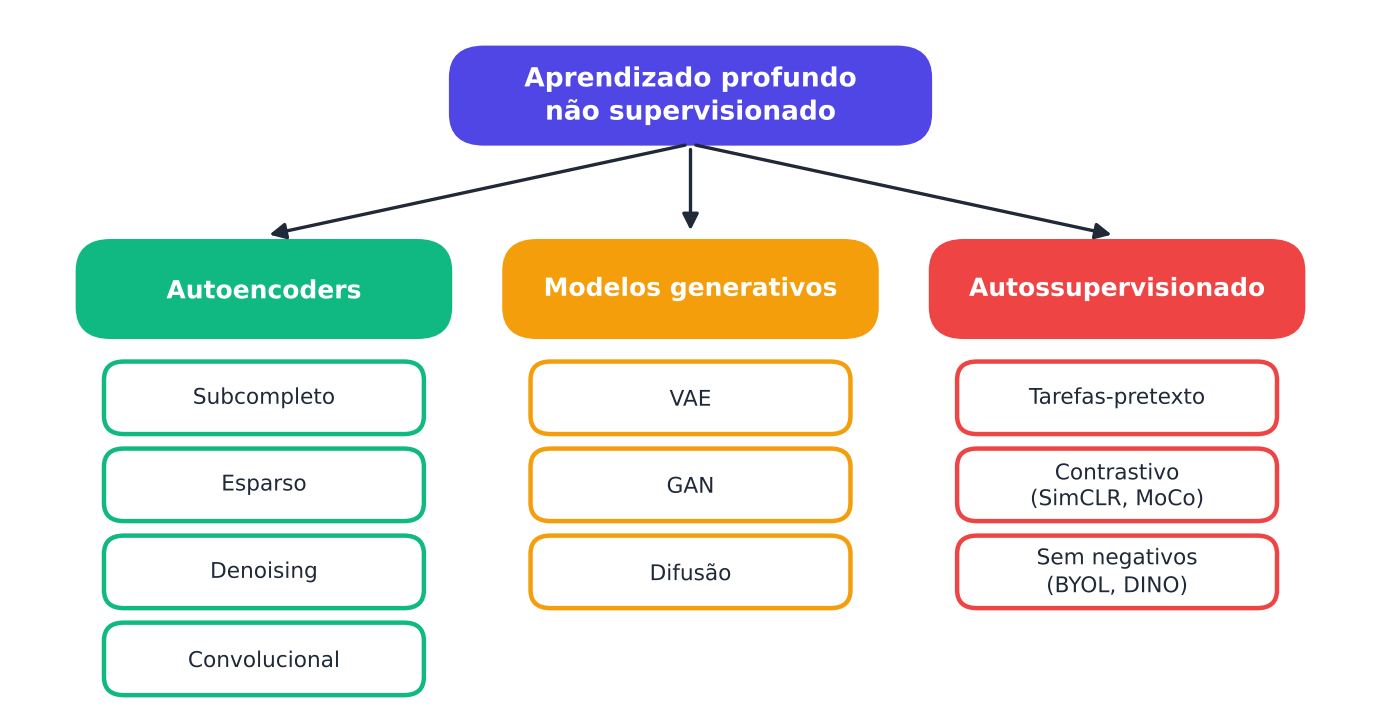 Aprendizado profundo
não supervisionado
Autoencoders
Subcompleto
Esparso
Denoising
Convolucional
Modelos generativos
VAE
GAN
Difusão
Autossupervisionado
Tarefas-pretexto
Contrastivo
(SimCLR, MoCo)
Sem negativos
(BYOL, DINO)